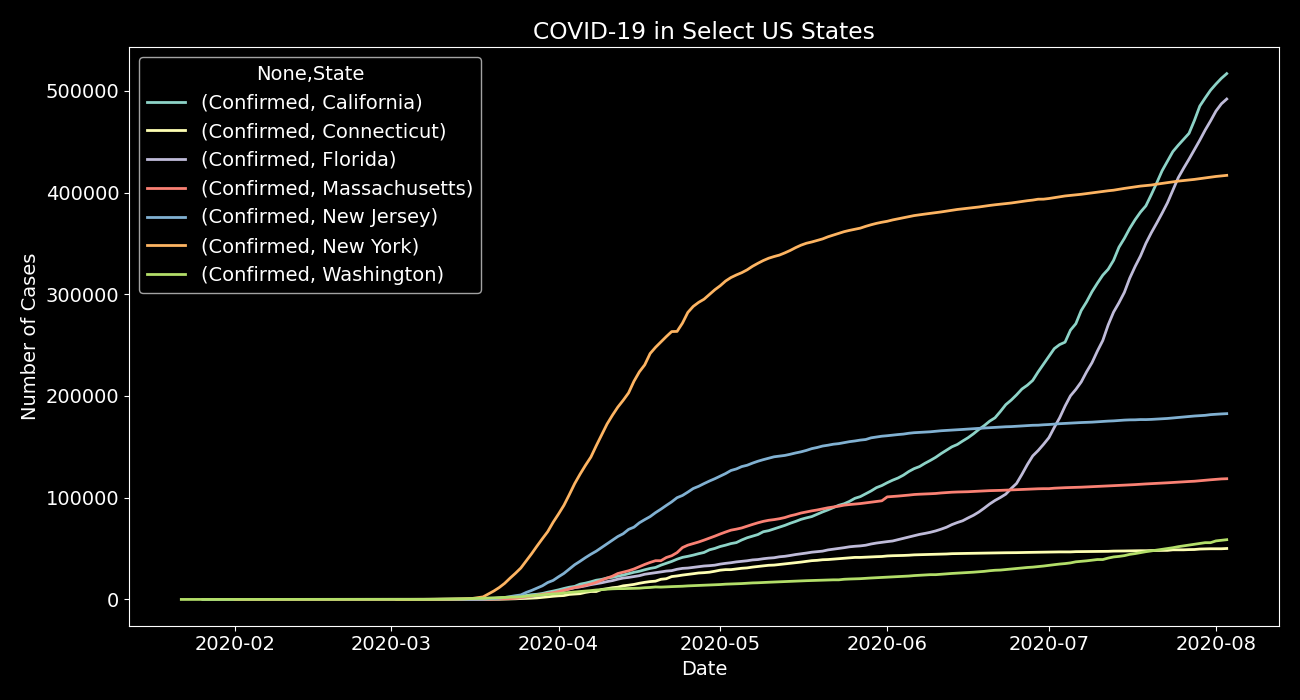 COVID-19 in Select US States
None,State
(Confirmed, California)
(Confirmed, Connecticut)
(Confirmed, Florida)
(Confirmed, Massachusetts)
(Confirmed, New Jersey)
(Confirmed, New York)
(Confirmed, Washington)
Number of Cases
500000
400000
300000
200000
100000
0
2020-02 2020-03 2020-04 2020-05 2020-06 2020-07 2020-08
Date